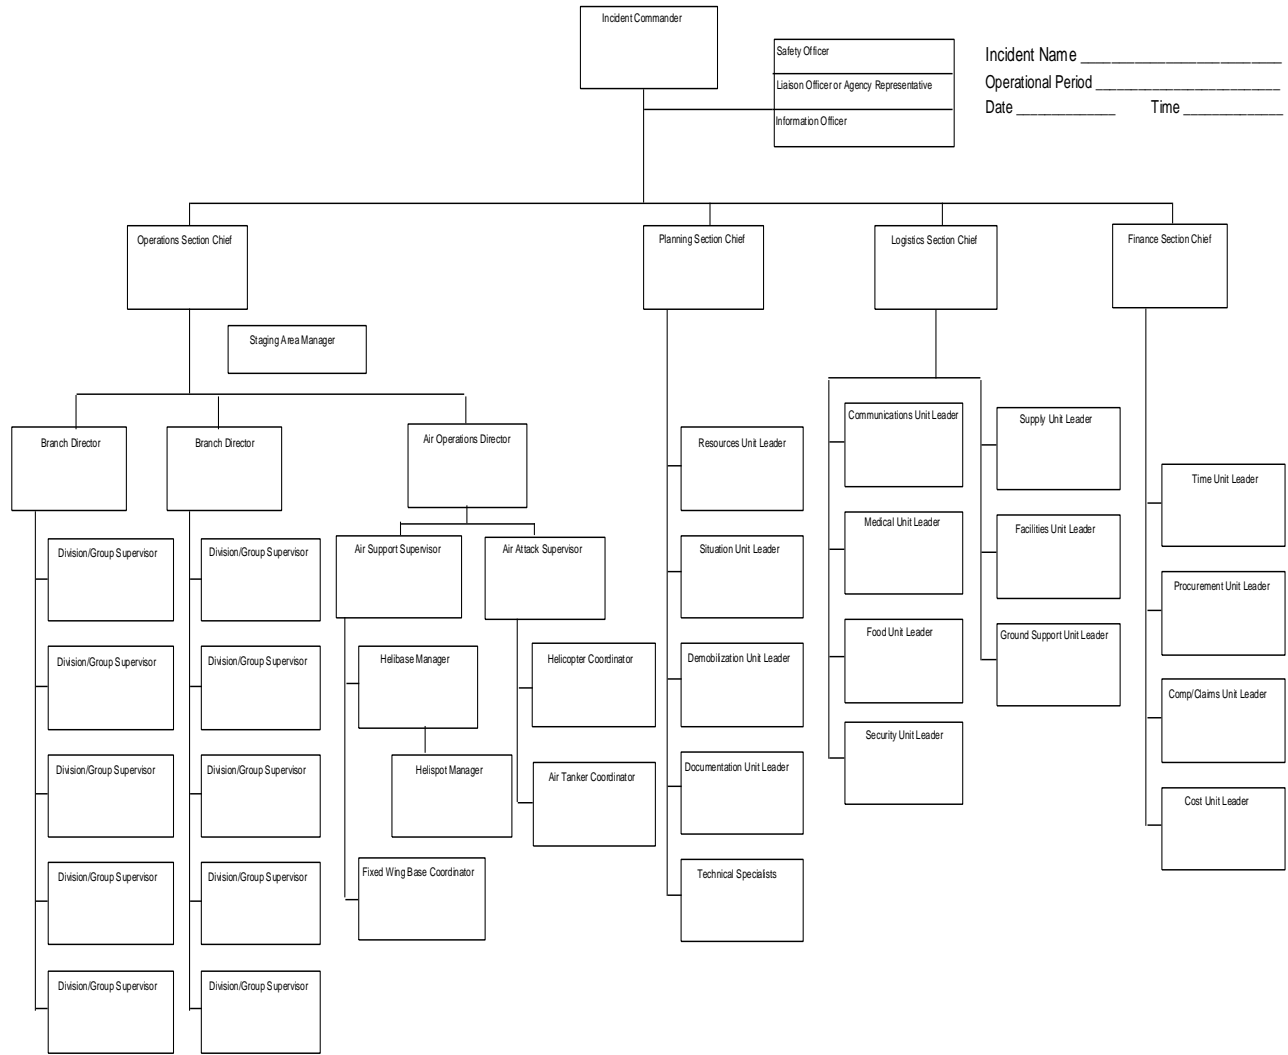 Incident Commander
Safety Officer
Liaison Officer or Agency Representative
Information Officer
Incident Name ____________________________
Operational Period __________________________
Date ______________ Time ______________
Operations Section Chief
Planning Section Chief
Logistics Section Chief
Finance Section Chief
Staging Area Manager
Branch Director
Branch Director
Air Operations Director
Division/Group Supervisor
Division/Group Supervisor
Division/Group Supervisor
Division/Group Supervisor
Division/Group Supervisor
Division/Group Supervisor
Division/Group Supervisor
Division/Group Supervisor
Division/Group Supervisor
Division/Group Supervisor
Air Support Supervisor
Air Attack Supervisor
Helibase Manager
Helispot Manager
Fixed Wing Base Coordinator
Helicopter Coordinator
Air Tanker Coordinator
Resources Unit Leader
Situation Unit Leader
Demobilization Unit Leader
Documentation Unit Leader
Technical Specialists
Communications Unit Leader
Medical Unit Leader
Food Unit Leader
Security Unit Leader
Supply Unit Leader
Facilities Unit Leader
Ground Support Unit Leader
Time Unit Leader
Procurement Unit Leader
Comp/Claims Unit Leader
Cost Unit Leader